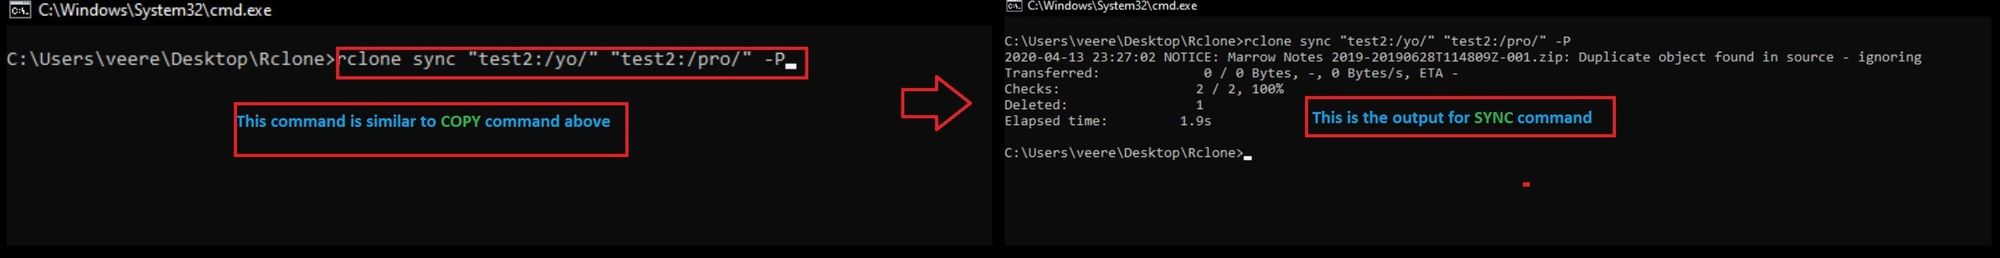 C:\Windows\System32\cmd.exe
C:\Users\veere\Desktop\Rclone>rclone sync "test2:/yo/" "test2:/pro/" -P
This command is similar to COPY command above
C:\Windows\System32\cmd.exe
C:\Users\veere\Desktop\Rclone>rclone sync "test2:/yo/" "test2:/pro/" -P
2020-04-13 23:27:02 NOTICE: Marrow Notes 2019-20190628T114809Z-001.zip: Duplicate object found in source - ignoring
Transferred: 0 / 0 Bytes, -, 0 Bytes/s, ETA -
Checks: 2 / 2, 100%
Deleted: 1
Elapsed time: 1.9s
This is the output for SYNC command
C:\Users\veere\Desktop\Rclone>